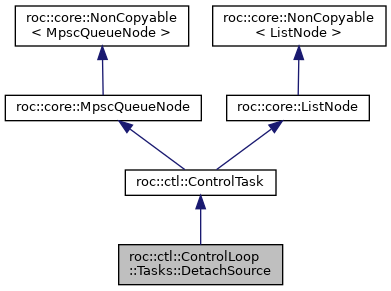 roc::core::NonCopyable
< MpscQueueNode >
roc::core::NonCopyable
< ListNode >
roc::core::MpscQueueNode
roc::core::ListNode
roc::ctl::ControlTask
roc::ctl::ControlLoop
::Tasks::DetachSource